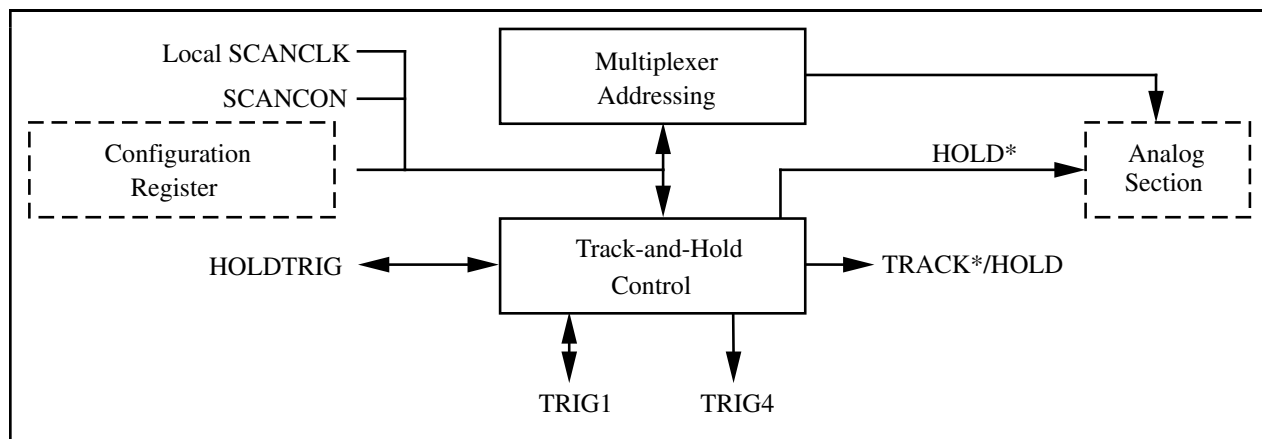 Local SCANCLK
SCANCON
Configuration
Register
Multiplexer
Addressing
HOLD*
Analog
Section
HOLDTRIG
Track-and-Hold
Control
TRACK*/HOLD
TRIG1
TRIG4